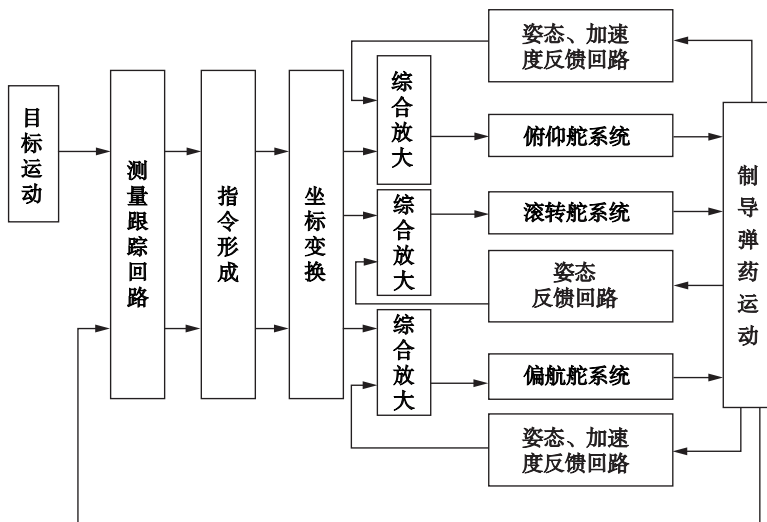 目标运动
测量跟踪回路
指令形成
坐标变换
综合放大
综合放大
综合放大
姿态、加速
度反馈回路
俯仰舵系统
滚转舵系统
姿态
反馈回路
偏航舵系统
姿态、加速
度反馈回路
制导弹药运动